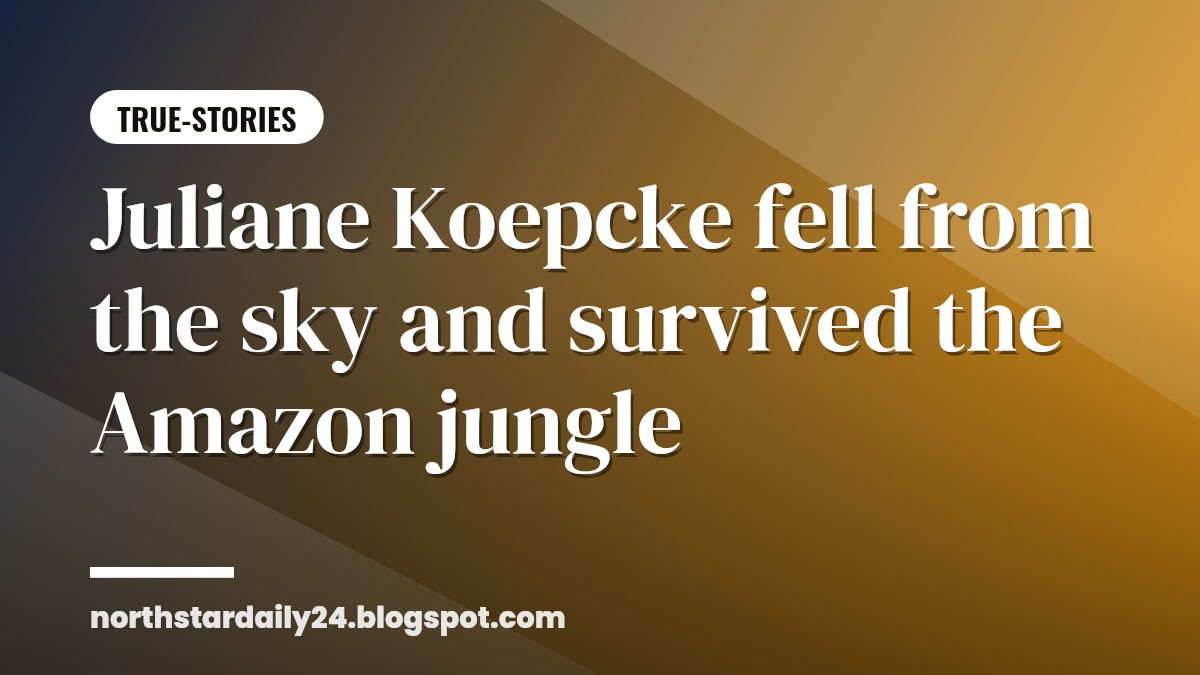 TRUE-STORIES
Juliane Koepcke fell from
the sky and survived the
Amazon jungle
northstardaily24.blogspot.com